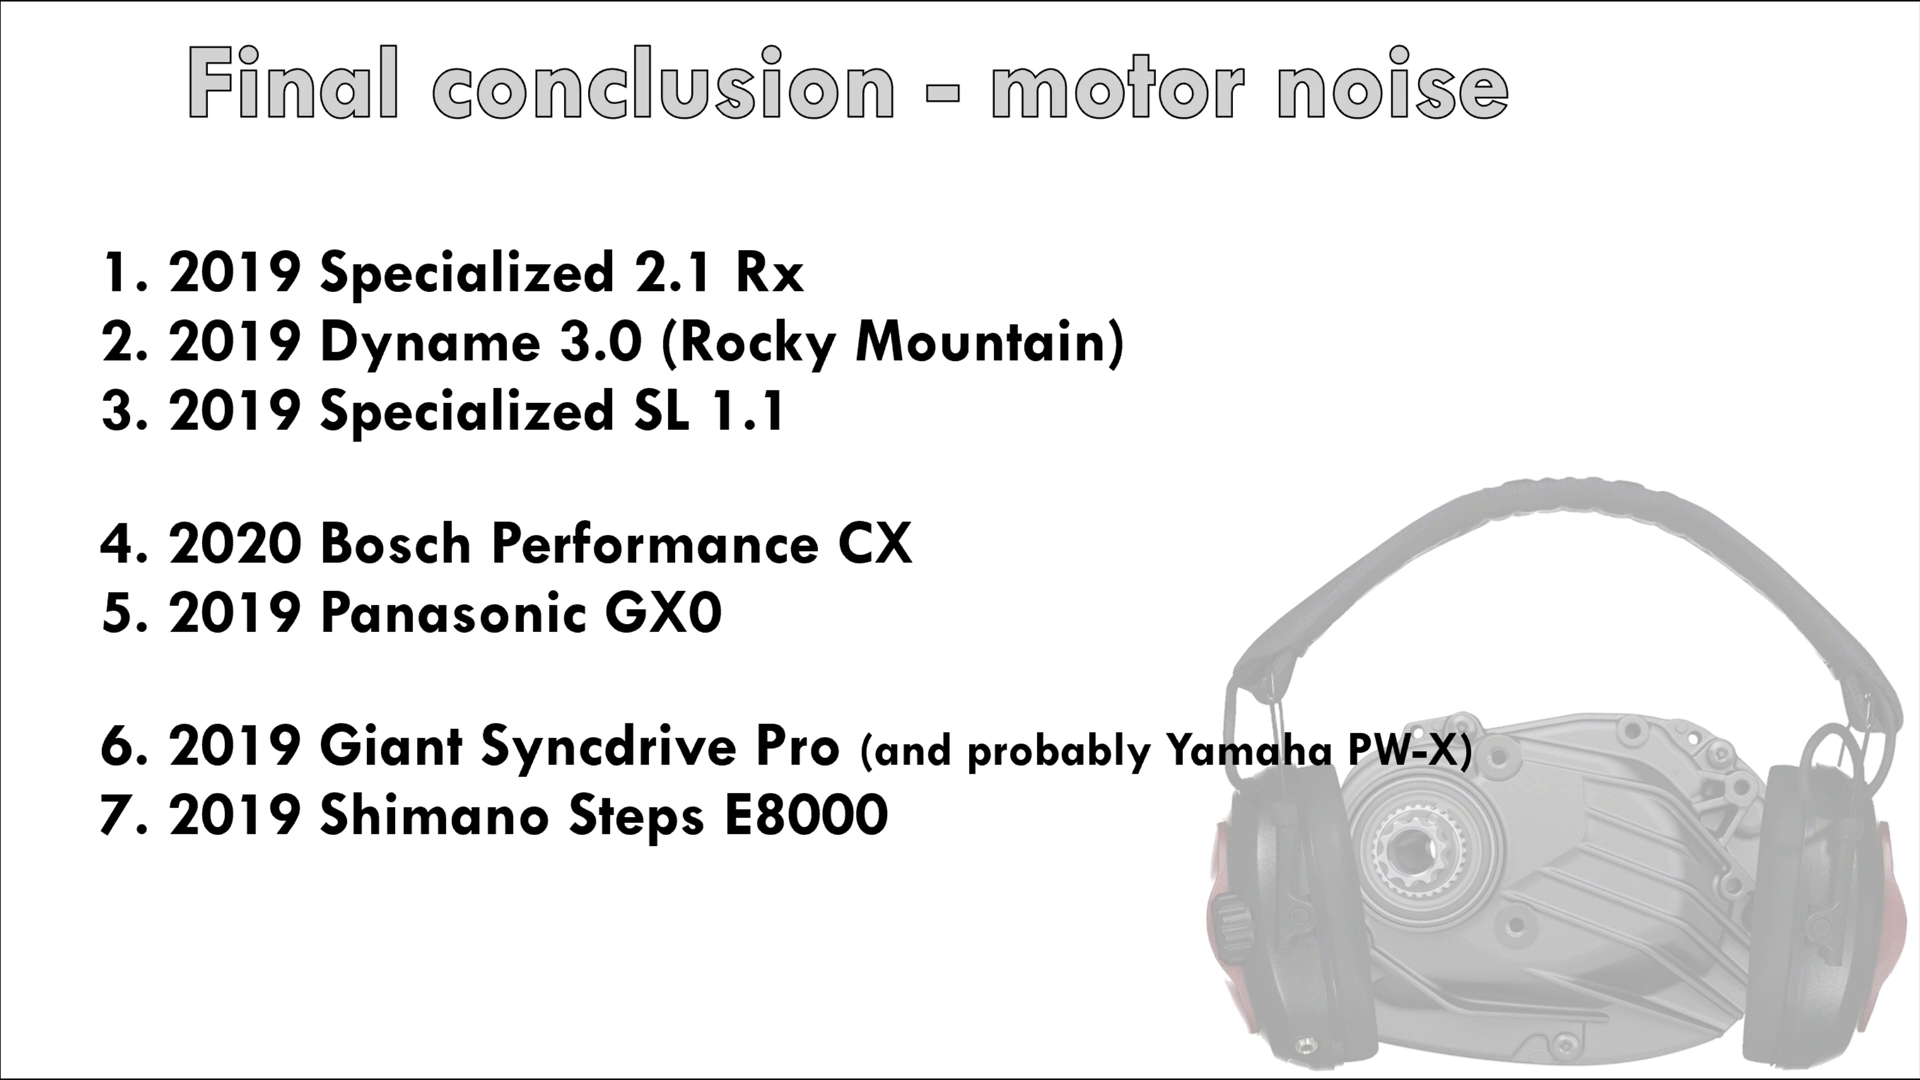 Final conclusion - motor noise
1. 2019 Specialized 2.1 Rx
2. 2019 Dyname 3.0 (Rocky Mountain)
3. 2019 Specialized SL 1.1
4. 2020 Bosch Performance CX
5. 2019 Panasonic GX0
6. 2019 Giant Syncdrive Pro (and probably Yamaha PW-X)
7. 2019 Shimano Steps E8000